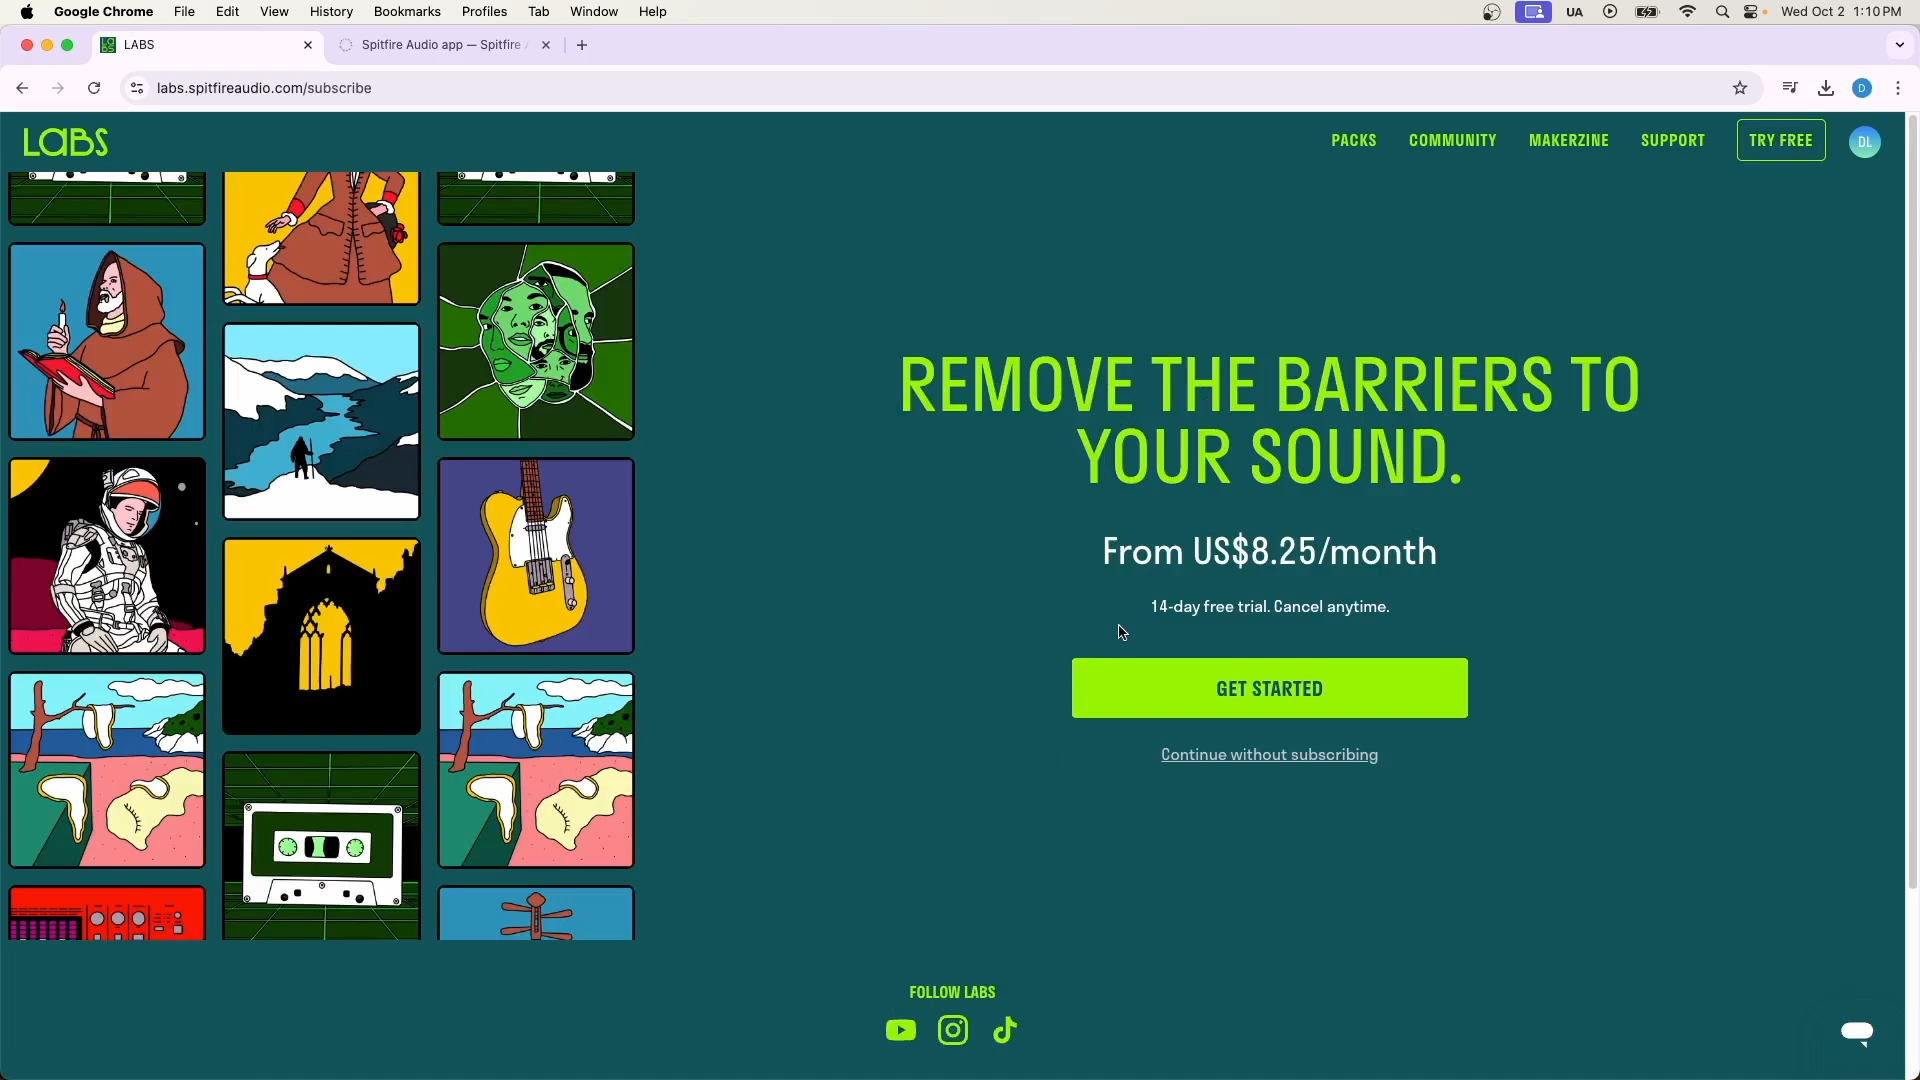 Google Chrome File Edit View History Bookmarks Profiles Tab Window Help UA Wed Oct 2 1:10 PM
LABS Spitfire Audio app — Spitfire
labs.spitfireaudio.com/subscribe D
LABS PACKS COMMUNITY MAKERZINE SUPPORT TRY FREE DL
REMOVE THE BARRIERS TO
YOUR SOUND.
From US$8.25/month
14-day free trial. Cancel anytime.
GET STARTED
Continue without subscribing
FOLLOW LABS